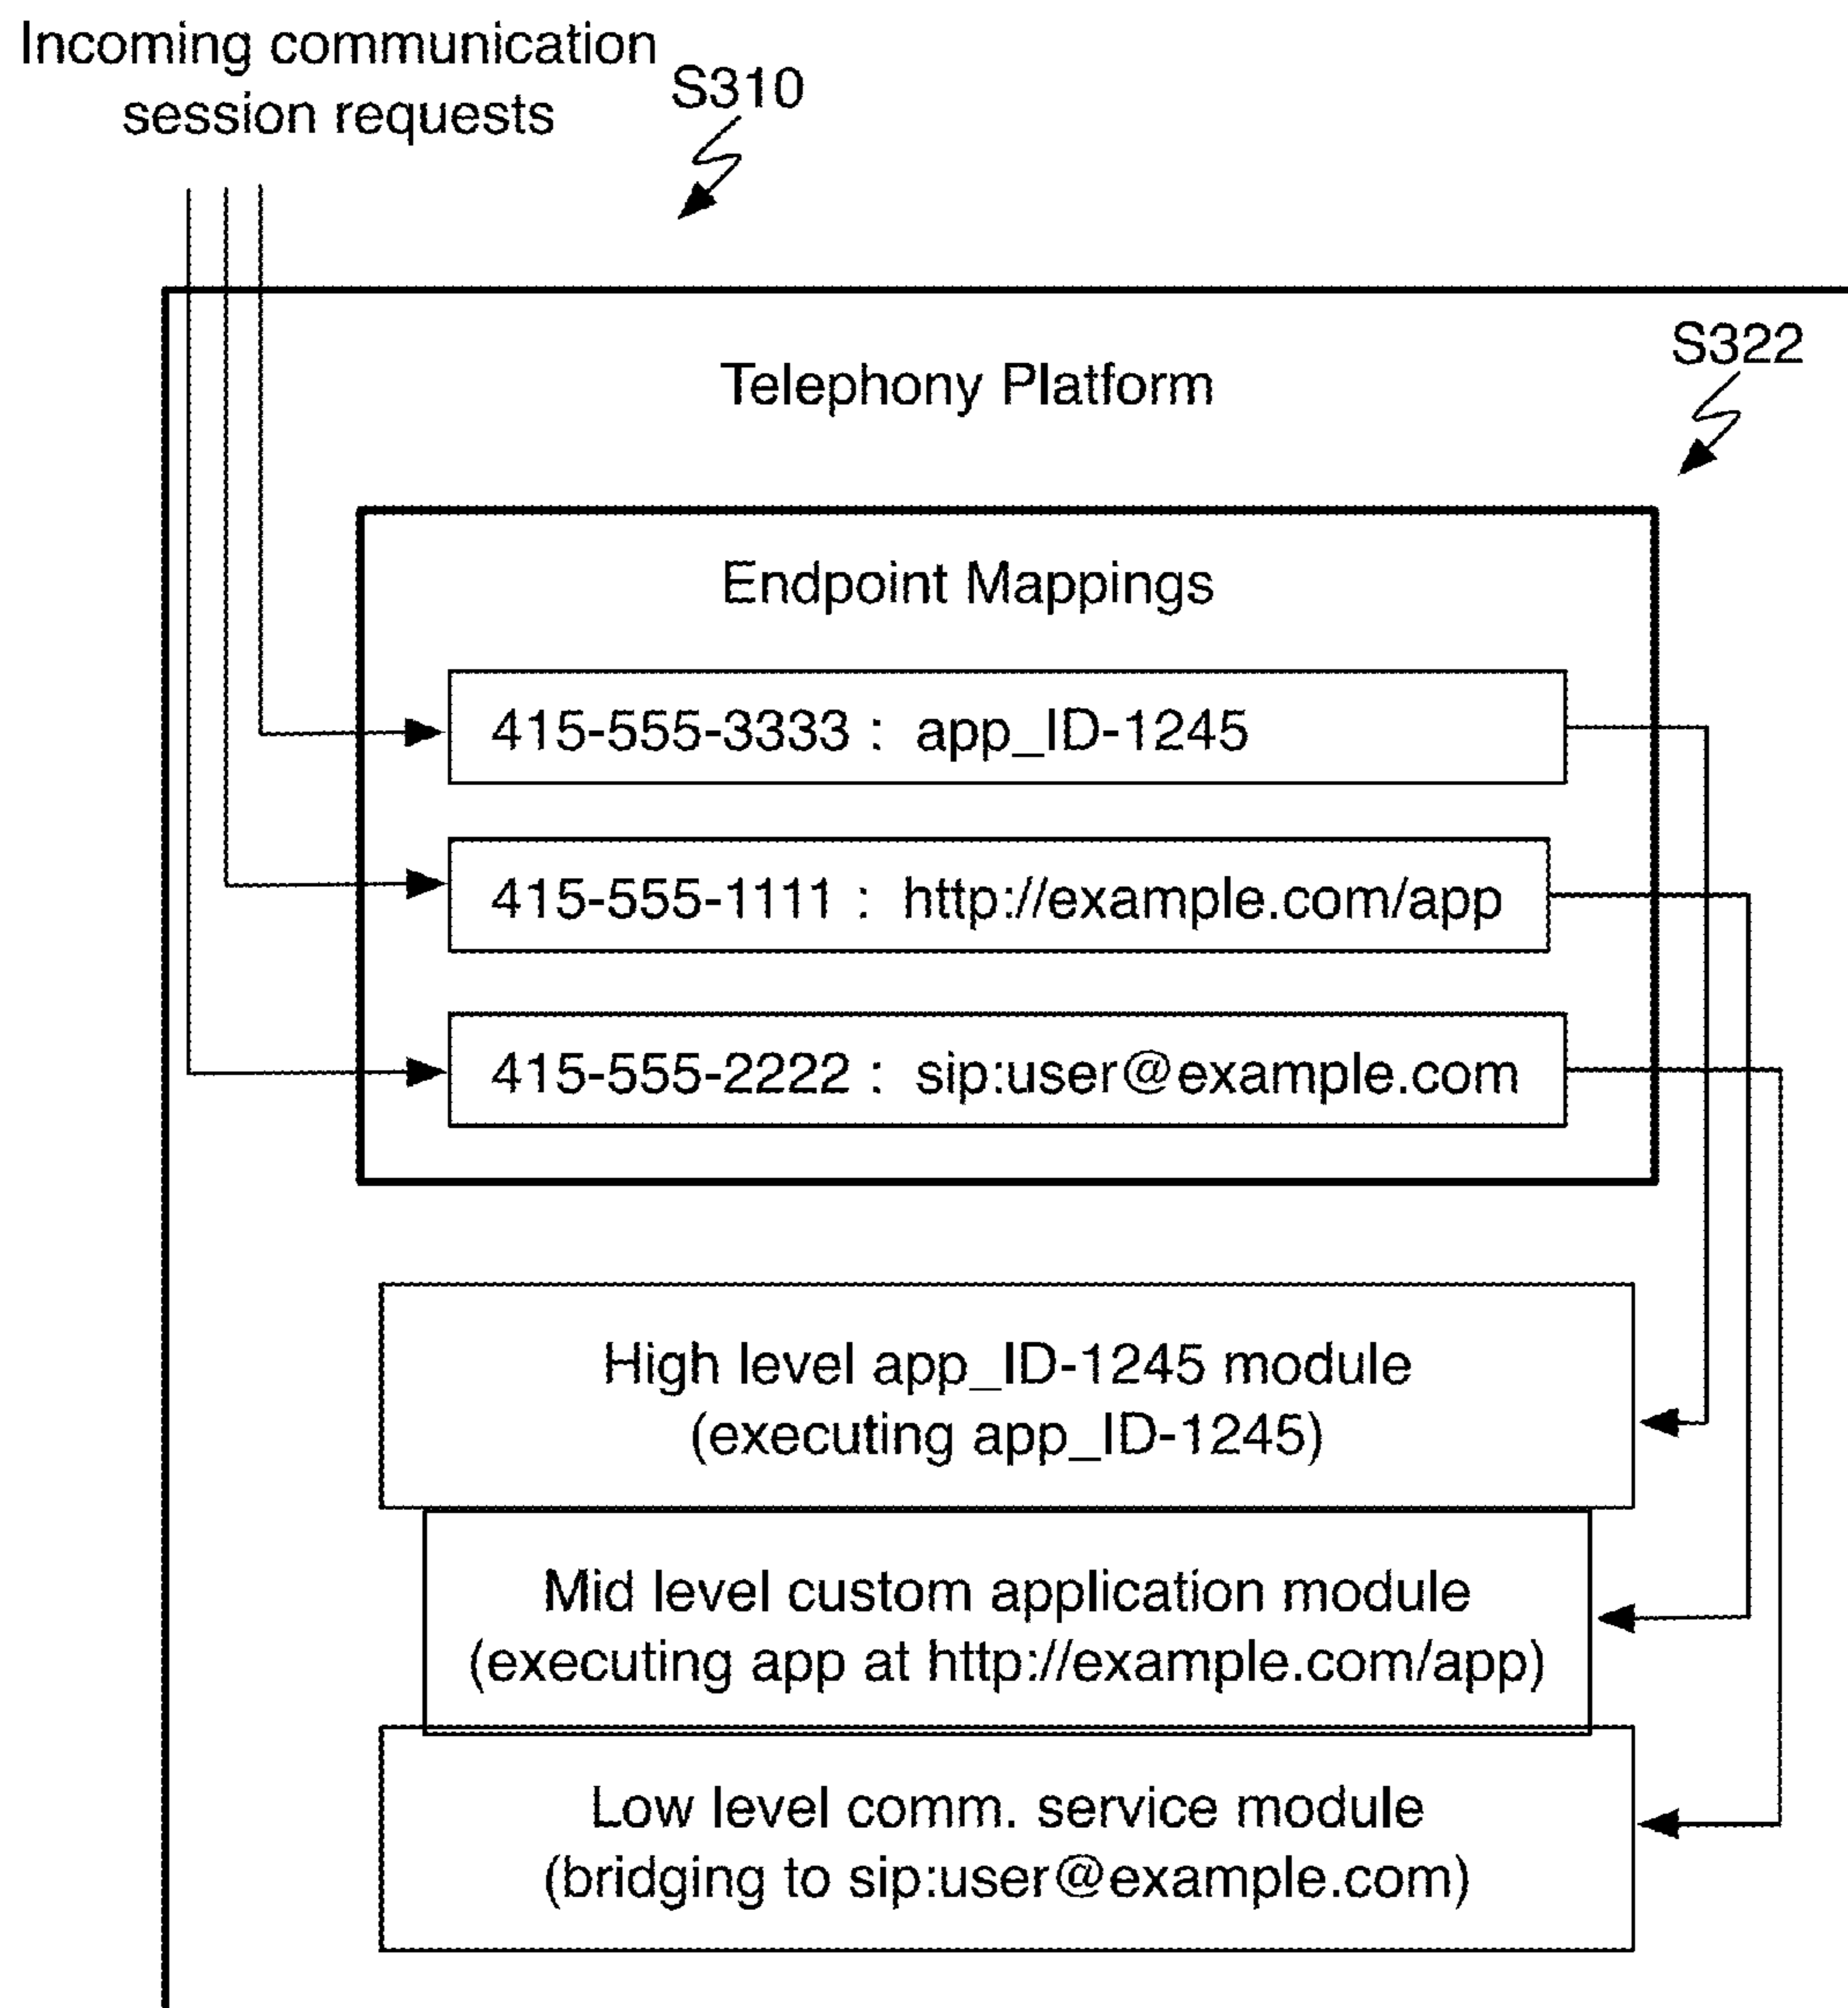 Incoming communication
session requests
S310
S322
Telephony Platform
Endpoint Mappings
415-555-3333 : app_ID-1245
415-555-1111 : http://example.com/app
415-555-2222 : sip:user@example.com
High level app_ID-1245 module
(executing app_ID-1245)
Mid level custom application module
(executing app at http://example.com/app)
Low level comm. service module
(bridging to sip:user@example.com)